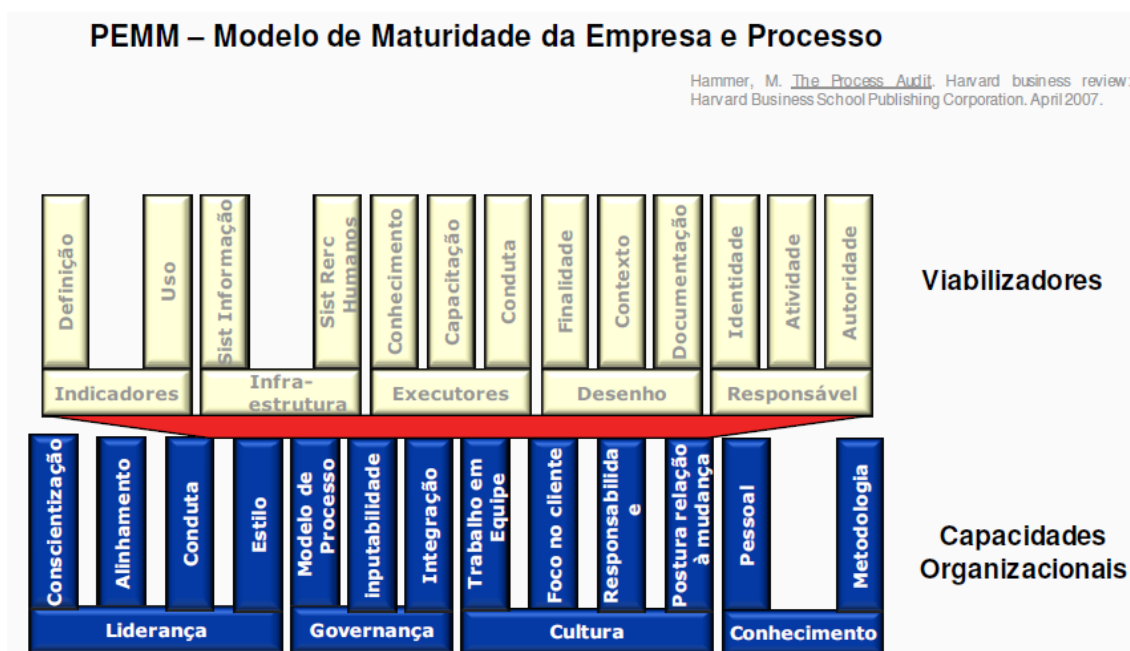 PEMM – Modelo de Maturidade da Empresa e Processo
Hammer, M. The Process Audit. Harvard business review:
Harvard Business School Publishing Corporation. April 2007.
Definição
Uso
Sist Informação
Sist Rerc
Humanos
Conhecimento
Capacitação
Conduta
Finalidade
Contexto
Documentação
Identidade
Atividade
Autoridade
Viabilizadores
Indicadores
Infra-
estrutura
Executores
Desenho
Responsável
Conscientização
Alinhamento
Conduta
Estilo
Modelo de
Processo
inputabilidade
Integração
Trabalho em
Equipe
Foco no cliente
Responsabilida
e
Postura relação
à mudança
Pessoal
Metodologia
Capacidades
Organizacionais
Liderança
Governança
Cultura
Conhecimento